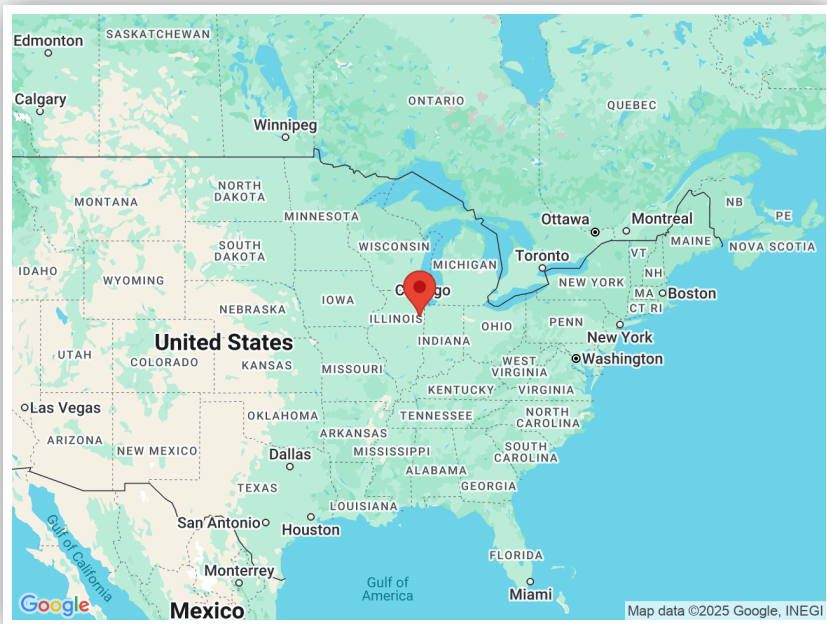 Edmonton
SASKATCHEWAN
Calgary
ONTARIO
QUEBEC
Winnipeg
NORTH
DAKOTA
MONTANA
MINNESOTA
NB
PE
Ottawa
Montreal
MAINE
NOVA SCOTIA
SOUTH
DAKOTA
WISCONSIN
MICHIGAN
Toronto
VT
NH
IDAHO
WYOMING
NEW YORK
MA
Boston
CT RI
IOWA
NEBRASKA
ILLINOIS
INDIANA
OHIO
PENN
New York
United States
UTAH
COLORADO
KANSAS
MISSOURI
WEST
VIRGINIA
Washington
KENTUCKY
VIRGINIA
Las Vegas
OKLAHOMA
TENNESSEE
NORTH
CAROLINA
ARIZONA
NEW MEXICO
ARKANSAS
MISSISSIPPI
SOUTH
CAROLINA
Dallas
ALABAMA
GEORGIA
TEXAS
LOUISIANA
San Antonio
Houston
Gulf of
California
FLORIDA
Monterrey
Gulf of
America
Miami
Google
Mexico
Map data ©2025 Google, INEGI